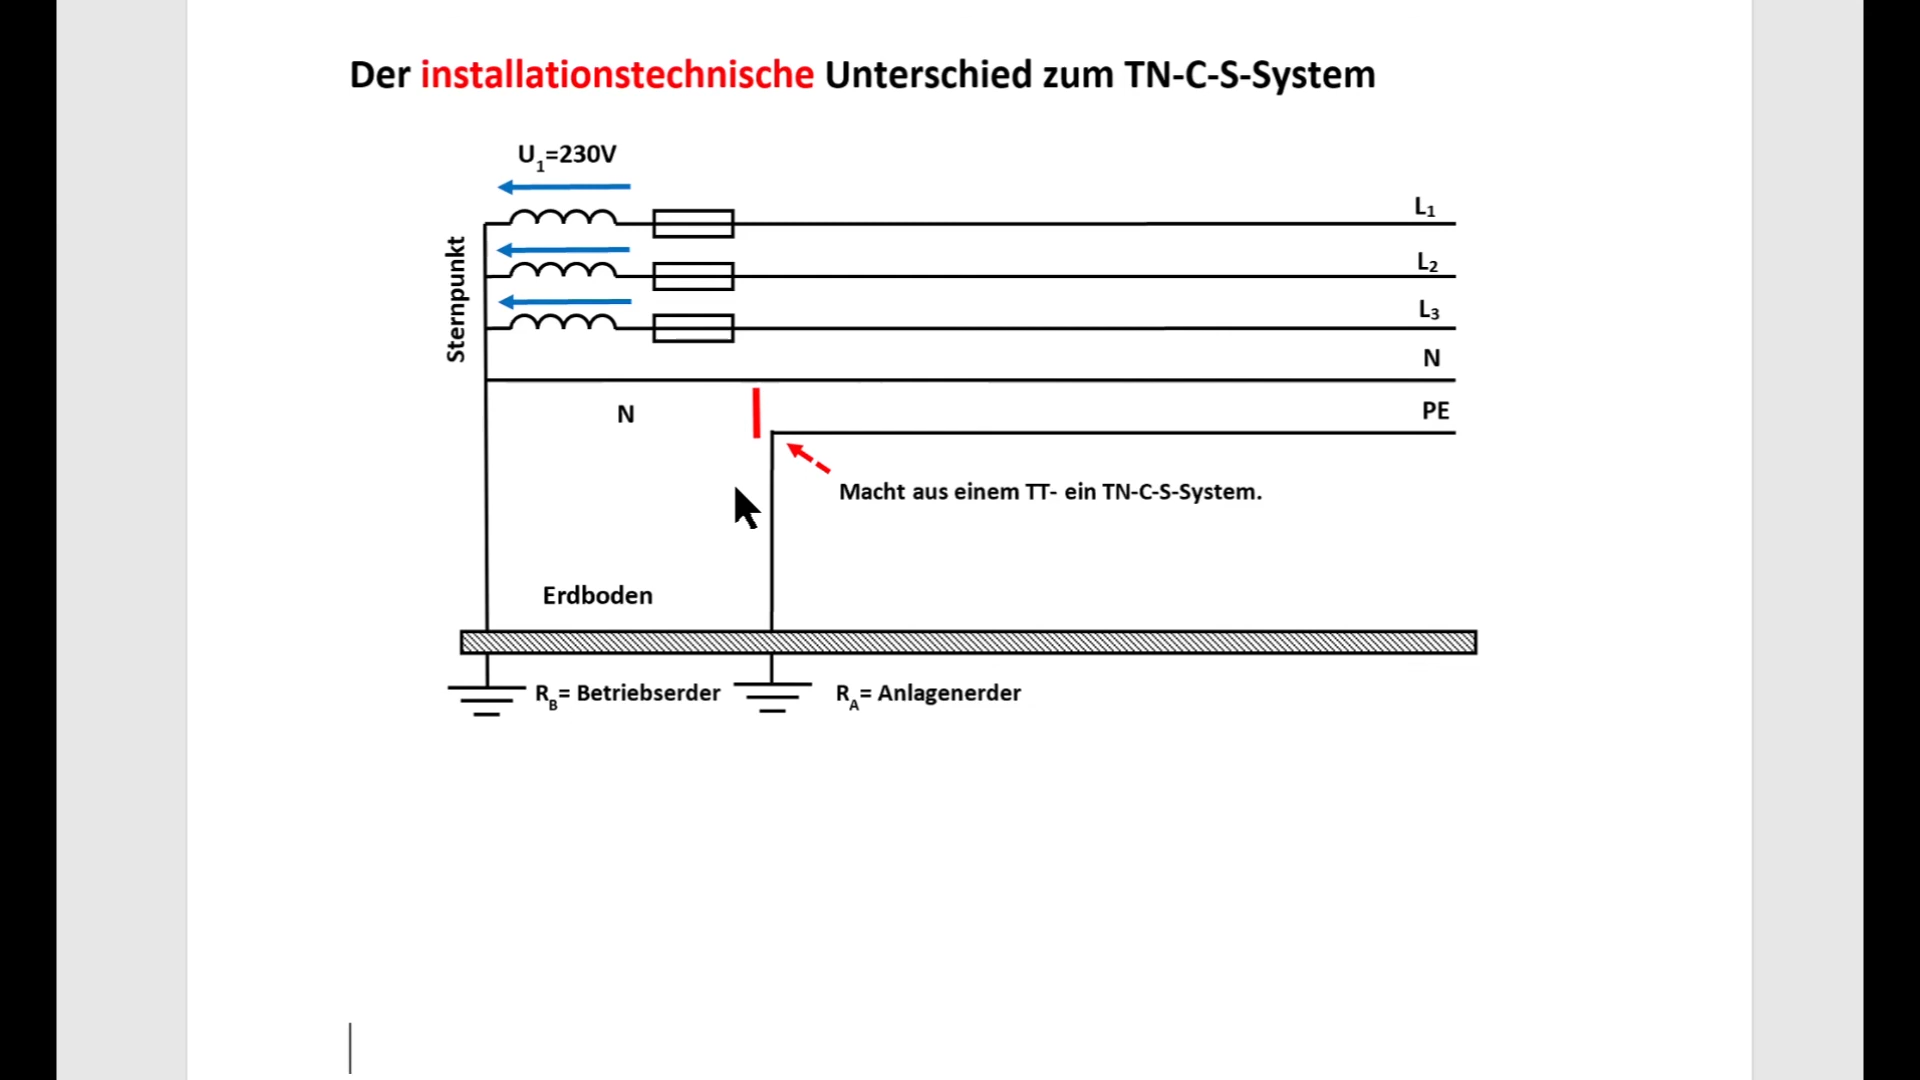 Der installationstechnische Unterschied zum TN-C-S-System
U1=230V
L1
Sternpunkt
L2
L3
N
N
PE
Macht aus einem TT- ein TN-C-S-System.
Erdboden
RB= Betriebserder
RA= Anlagenerder